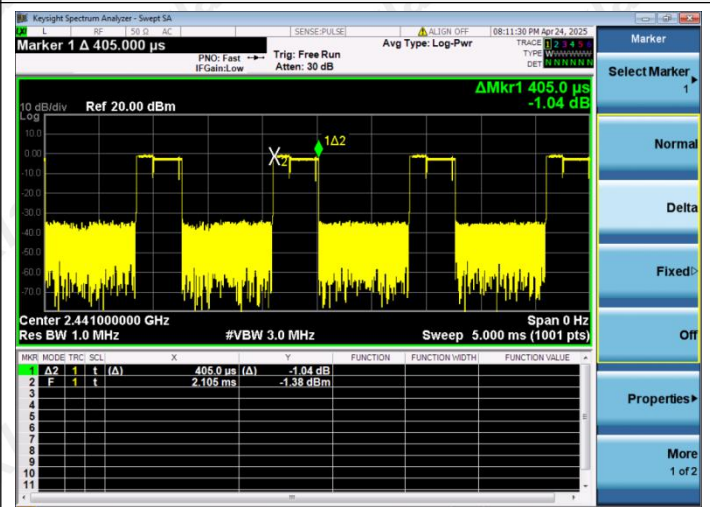 Keysight Spectrum Analyzer - Swept SA
L RF 50 Ω AC SENSE:PULSE ALIGN OFF 08:11:30 PM Apr 24, 2025
Marker 1 Δ 405.000 µs
PNO: Fast
IFGain:Low
Trig: Free Run
Atten: 30 dB
Avg Type: Log-Pwr
TRACE 1 2 3 4 5 6
TYPE WWWWWW
DET N N N N N N
ΔMkr1 405.0 µs
-1.04 dB
10 dB/div Ref 20.00 dBm
Log
10.0
0.00
-10.0
-20.0
-30.0
-40.0
-50.0
-60.0
-70.0
X2
1Δ2
Center 2.441000000 GHz Span 0 Hz
Res BW 1.0 MHz #VBW 3.0 MHz Sweep 5.000 ms (1001 pts)
MKR MODE TRC SCL X Y FUNCTION FUNCTION WIDTH FUNCTION VALUE
1 Δ2 1 t (Δ) 405.0 µs (Δ) -1.04 dB
2 F 1 t 2.105 ms -1.38 dBm
3
4
5
6
7
8
9
10
11
Marker
Select Marker
1
Normal
Delta
Fixed
Off
Properties
More
1 of 2